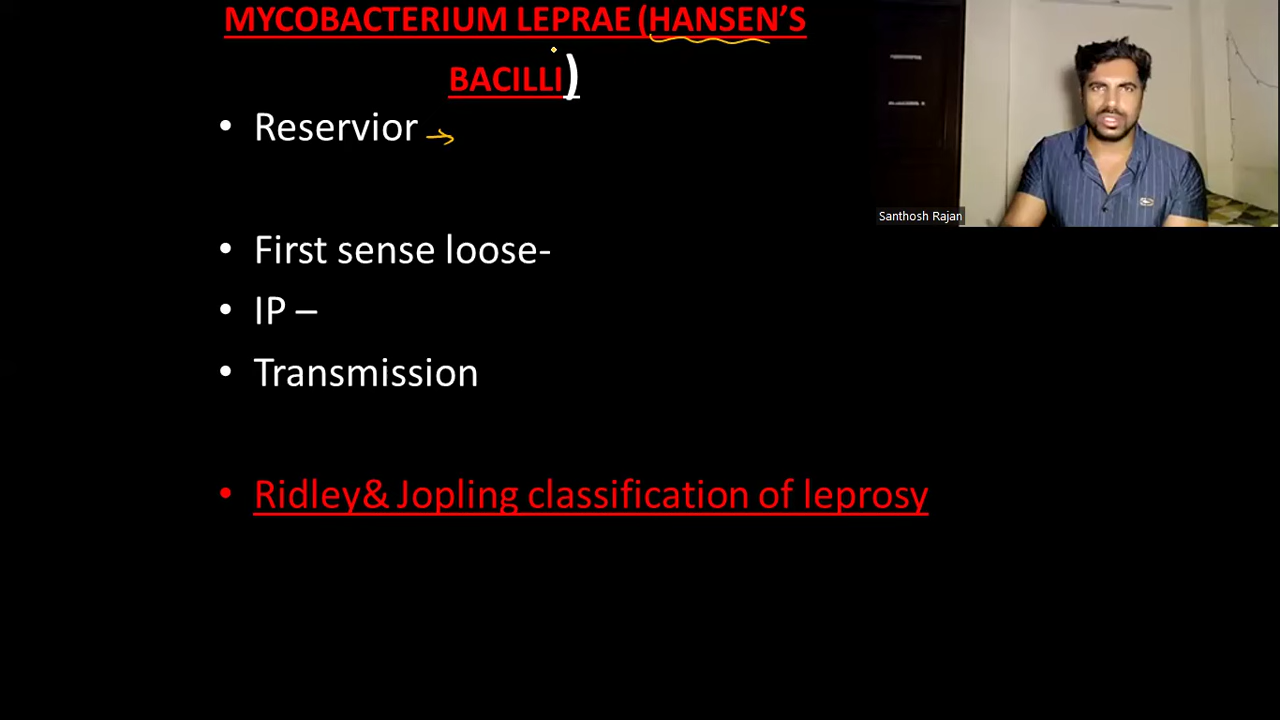 MYCOBACTERIUM LEPRAE (HANSEN’S
BACILLI)
• Reservior
• First sense loose-
• IP –
• Transmission
• Ridley& Jopling classification of leprosy
Santhosh Rajan